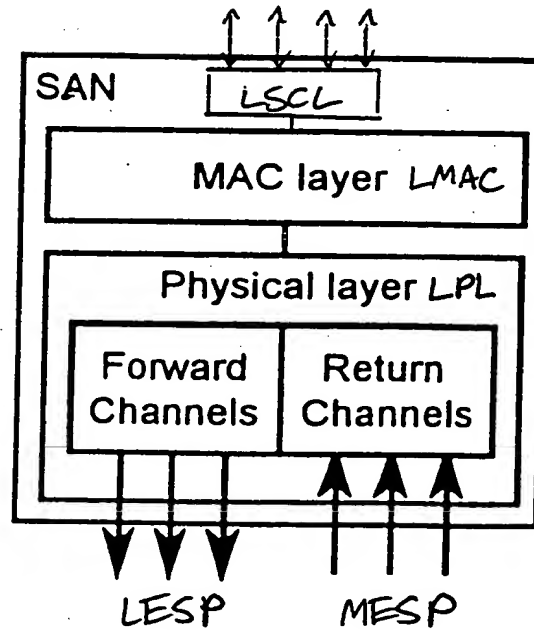 SAN
LSCL
MAC layer LMAC
Physical layer LPL
Forward Channels
Return Channels
LESP
MESP